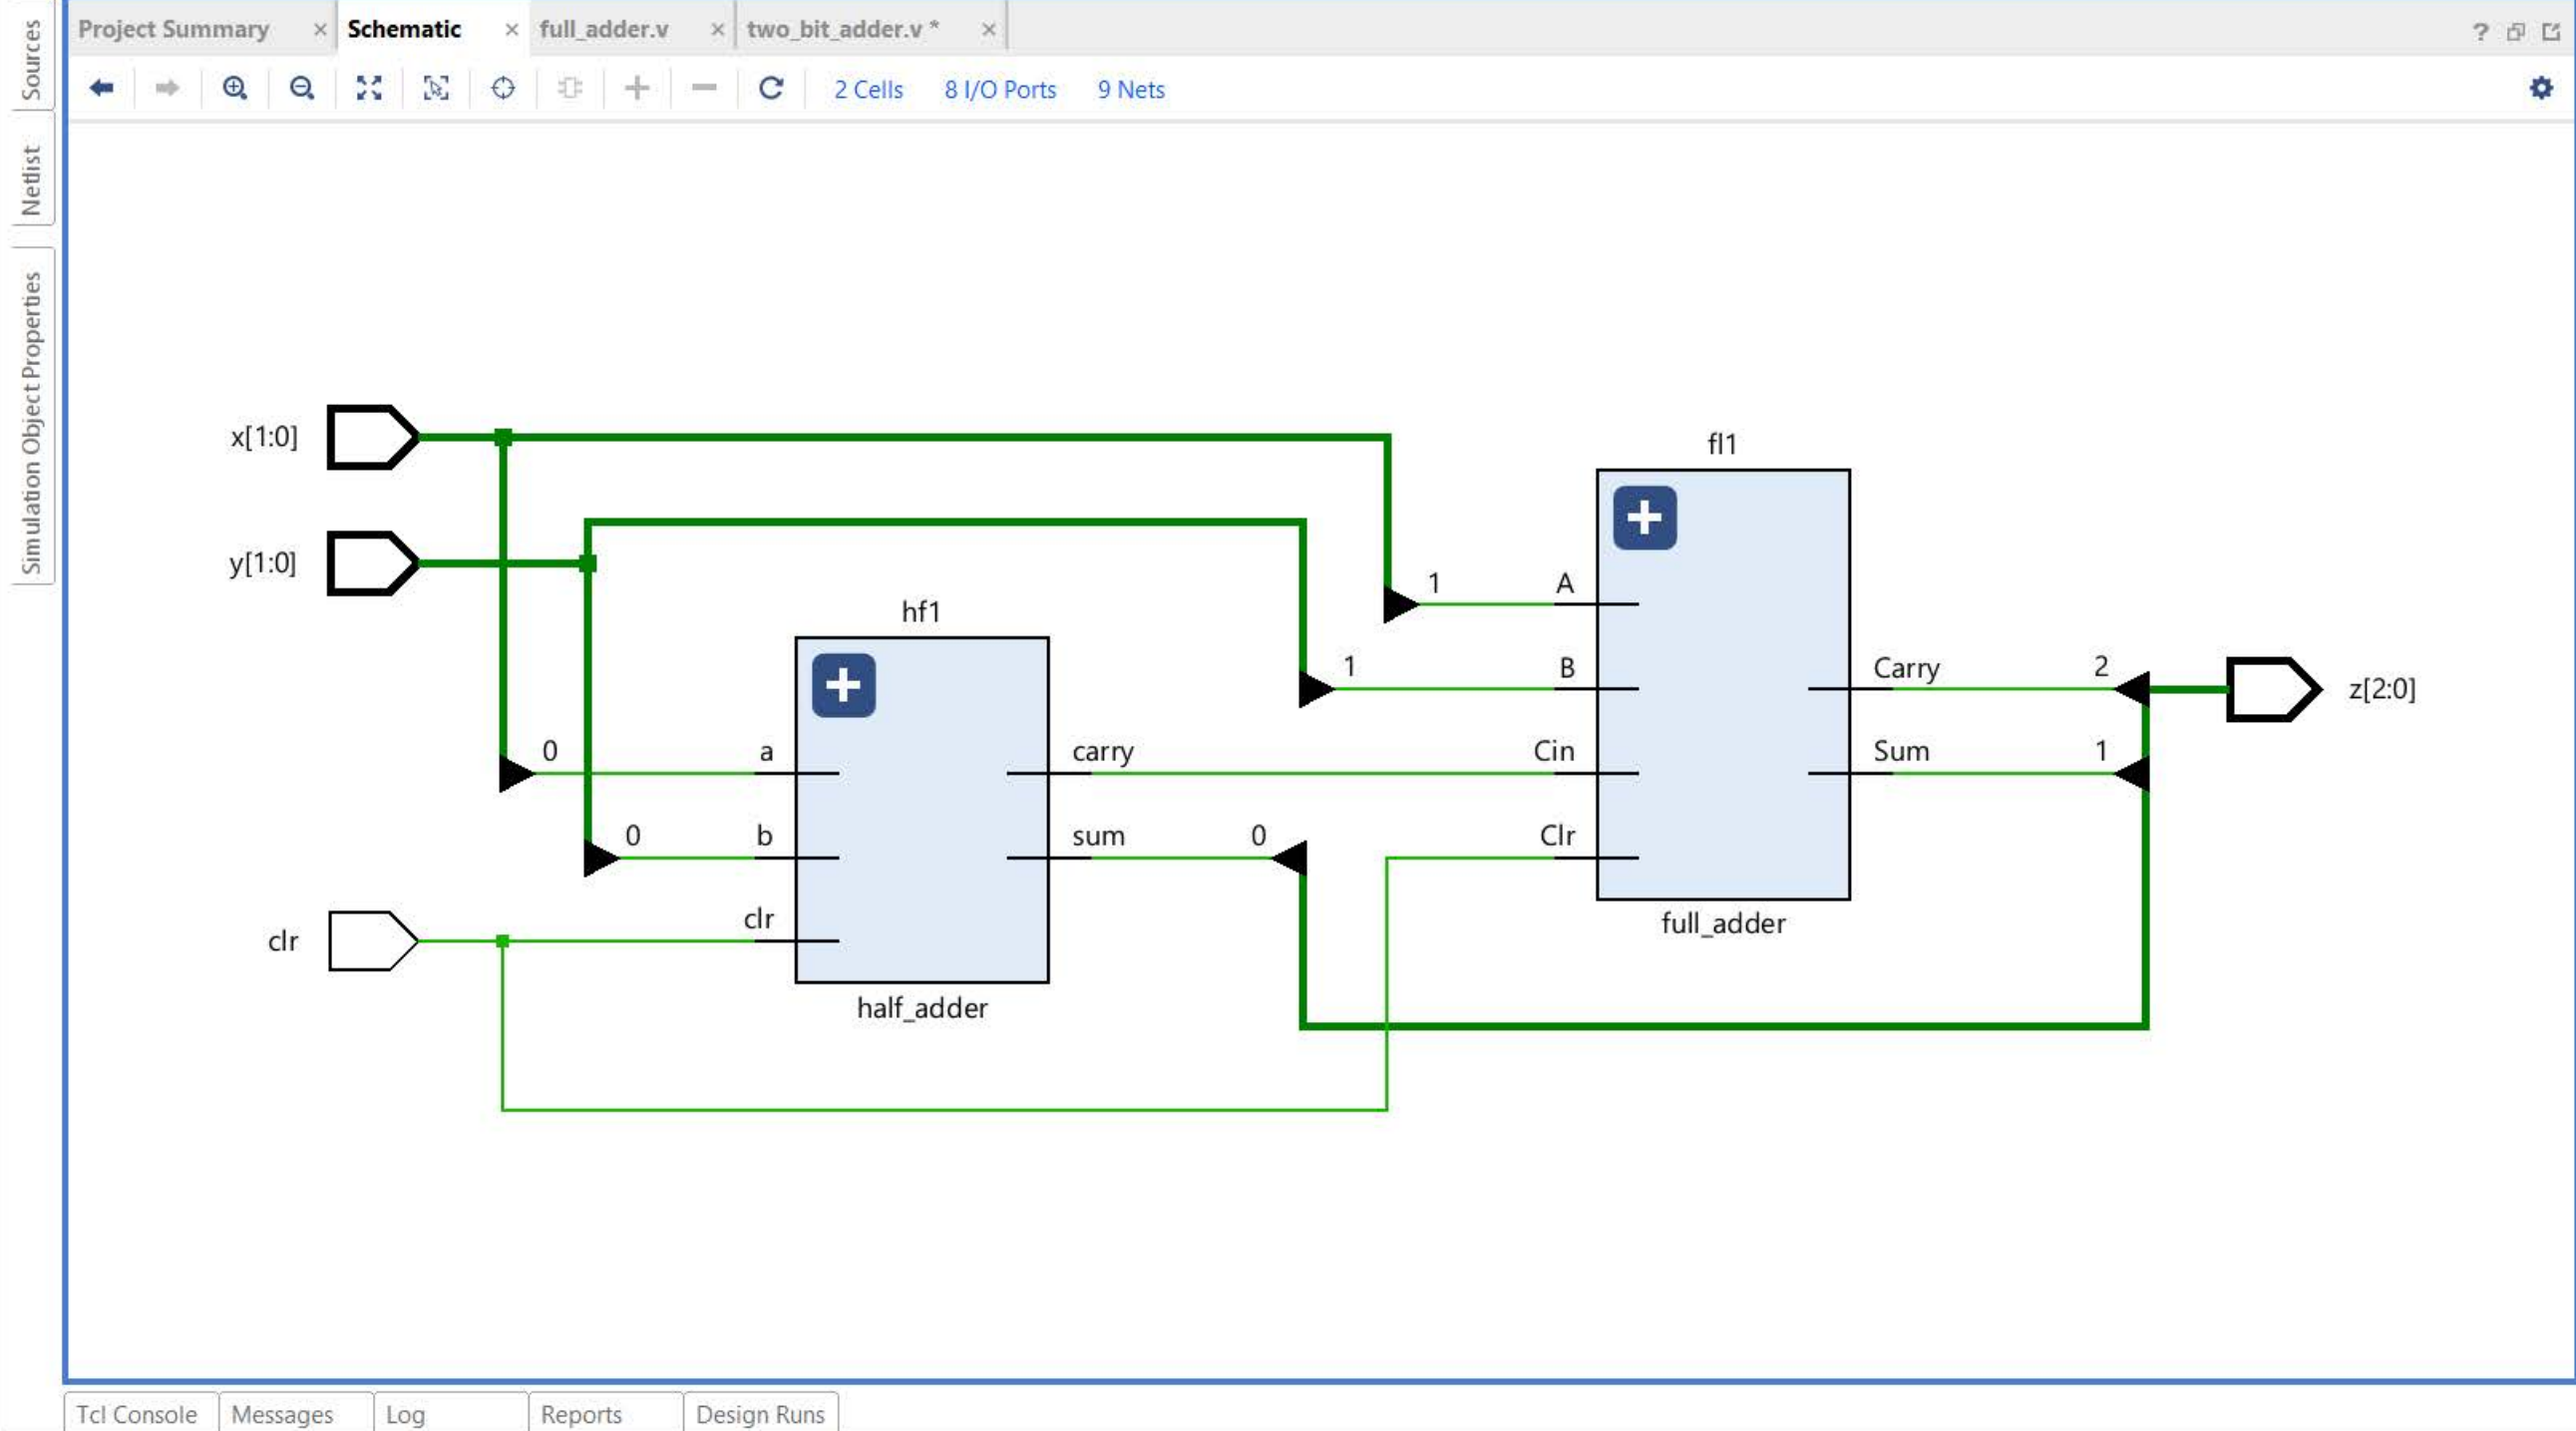 Project Summary × Schematic × full_adder.v × two_bit_adder.v * × ?
2 Cells 8 I/O Ports 9 Nets
Sources
Netlist
Simulation Object Properties
x[1:0]
y[1:0]
clr
hf1
0 a
0 b
clr
carry
sum 0
half_adder
fl1
1 A
1 B
Cin
Clr
Carry 2
Sum 1
full_adder
z[2:0]
Tcl Console Messages Log Reports Design Runs